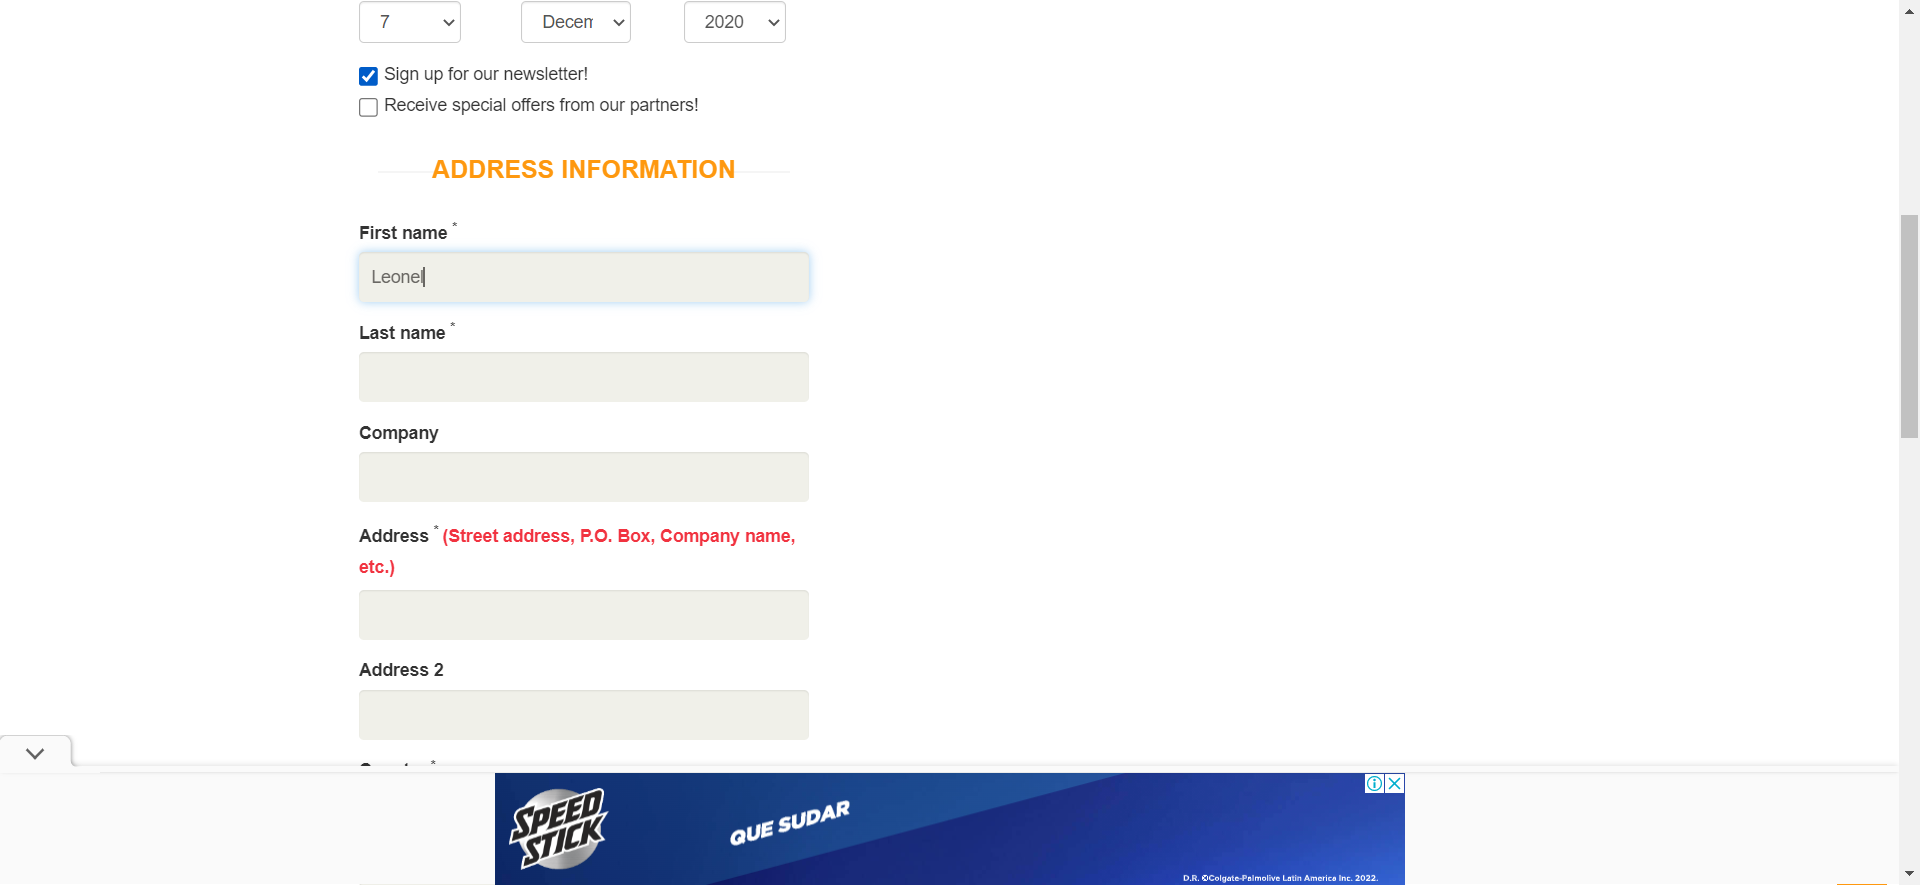 7 Decem 2020
Sign up for our newsletter!
Receive special offers from our partners!
ADDRESS INFORMATION
First name *
Leonel
Last name *
Company
Address * (Street address, P.O. Box, Company name,
etc.)
Address 2
SPEED
STICK
QUE SUDAR
D.R. ©Colgate-Palmolive Latin America Inc. 2022.